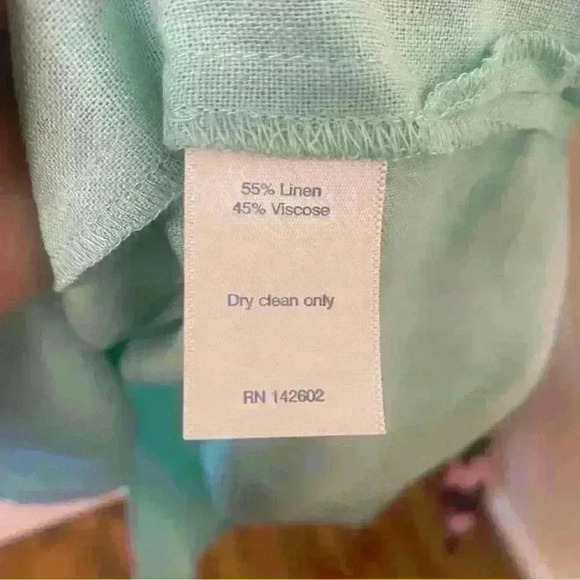 55% Linen
45% Viscose
Dry clean only
RN 142602